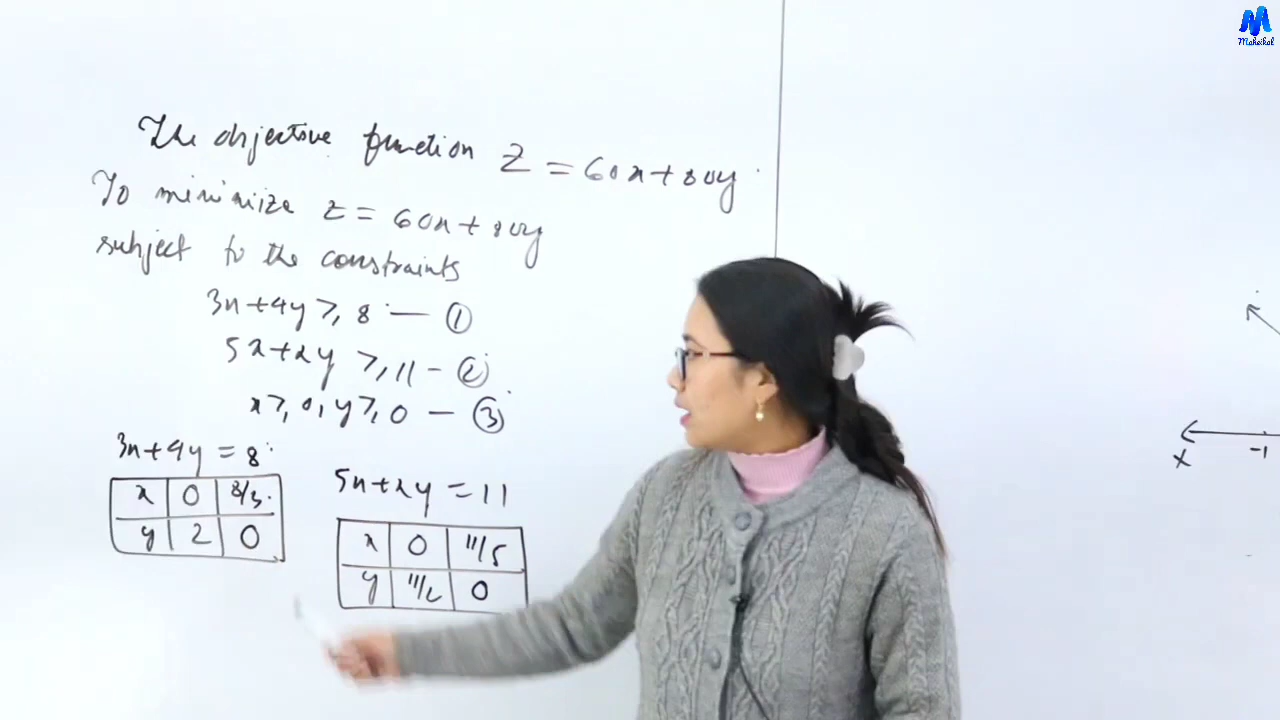 The objective function Z = 60x + 80y.
To minimize Z = 60x + 80y
subject to the constraints
3x + 4y ≥ 8 — ①
5x + 2y ≥ 11 — ②
x ≥ 0, y ≥ 0 — ③
3x + 4y = 8
x 0 8/3
y 2 0
5x + 2y = 11
x 0 11/5
y 11/2 0
X
-1
Maheikol